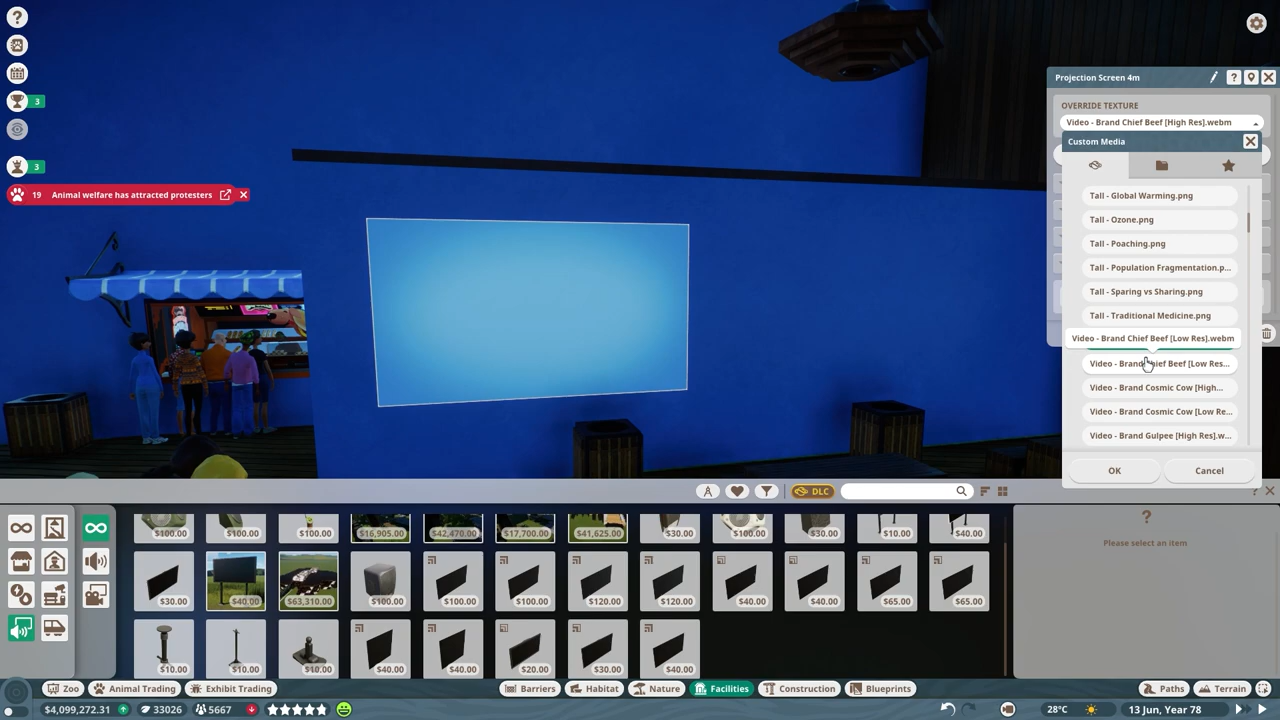 3
3
19 Animal welfare has attracted protesters
Projection Screen 4m
?
OVERRIDE TEXTURE
Video - Brand Chief Beef [High Res].webm
Custom Media
Tall - Global Warming.png
Tall - Ozone.png
Tall - Poaching.png
Tall - Population Fragmentation.p...
Tall - Sparing vs Sharing.png
Tall - Traditional Medicine.png
Video - Brand Chief Beef [Low Res].webm
Video - Brand Chief Beef [Low Res...
Video - Brand Cosmic Cow [High...
Video - Brand Cosmic Cow [Low Re...
Video - Brand Gulpee [High Res].w...
OK Cancel
DLC
$100.00 $100.00 $100.00 $16,905.00 $42,470.00 $17,700.00 $41,625.00 $30.00 $100.00 $30.00 $10.00 $40.00
$30.00 $40.00 $63,310.00 $100.00 $100.00 $100.00 $120.00 $120.00 $40.00 $40.00 $65.00 $65.00
$10.00 $10.00 $10.00 $40.00 $40.00 $20.00 $30.00 $40.00
?
Please select an item
Zoo Animal Trading Exhibit Trading Barriers Habitat Nature Facilities Construction Blueprints Paths Terrain
$4,099,272.31 33026 5667 28°C 13 Jun, Year 78